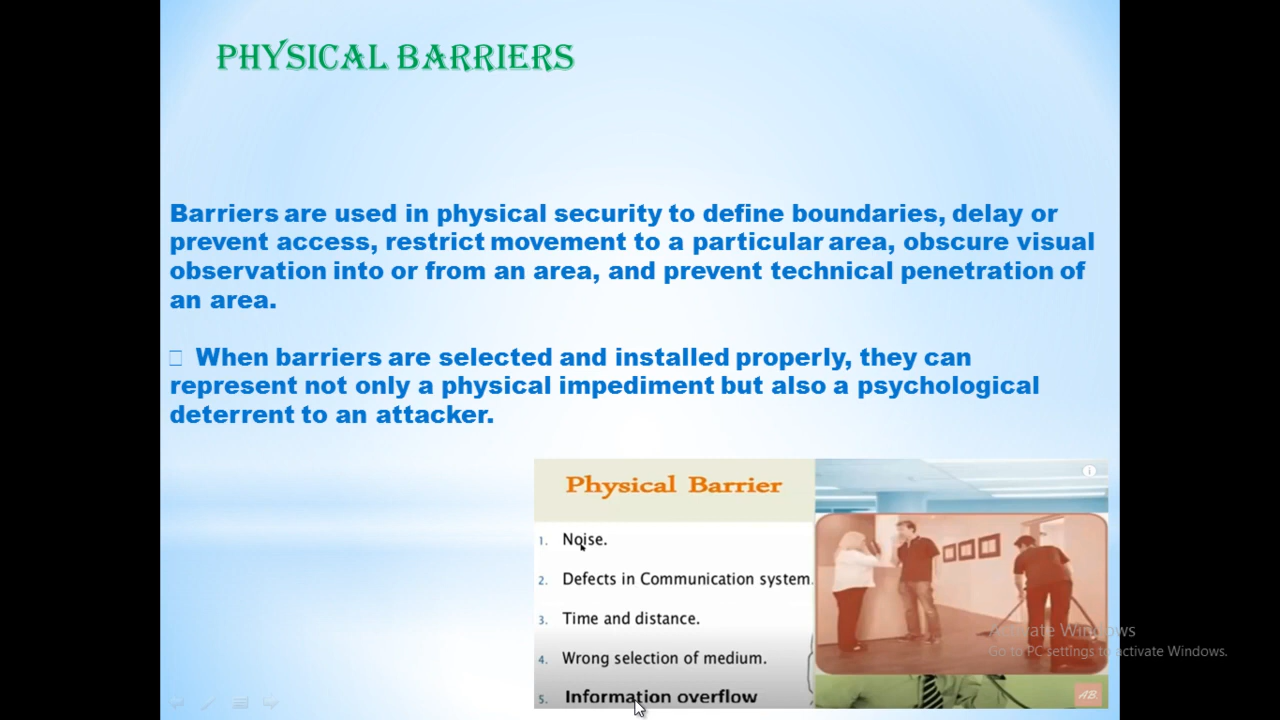 PHYSICAL BARRIERS
Barriers are used in physical security to define boundaries, delay or
prevent access, restrict movement to a particular area, obscure visual
observation into or from an area, and prevent technical penetration of
an area.
When barriers are selected and installed properly, they can
represent not only a physical impediment but also a psychological
deterrent to an attacker.
Physical Barrier
1. Noise.
2. Defects in Communication system.
3. Time and distance.
4. Wrong selection of medium.
5. Information overflow
Activate Windows
Go to PC settings to activate Windows.
AB.